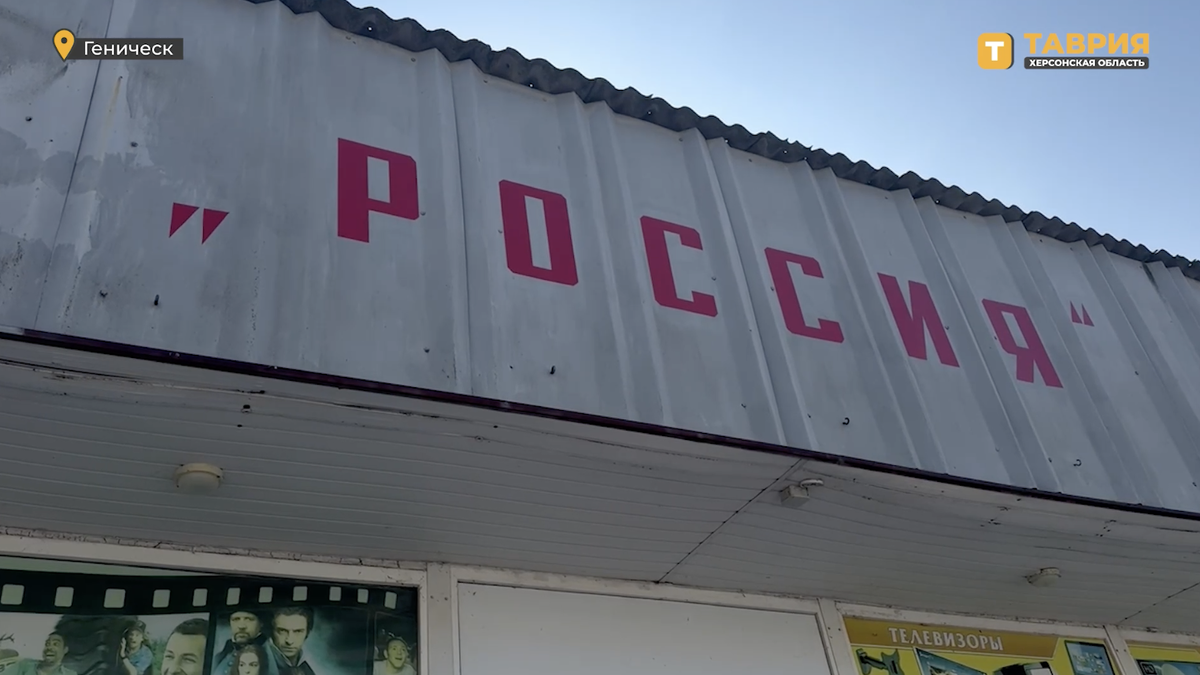 Геническ
Т ТАВРИЯ
ХЕРСОНСКАЯ ОБЛАСТЬ
„РОССИЯ“
ТЕЛЕВИЗОРЫ